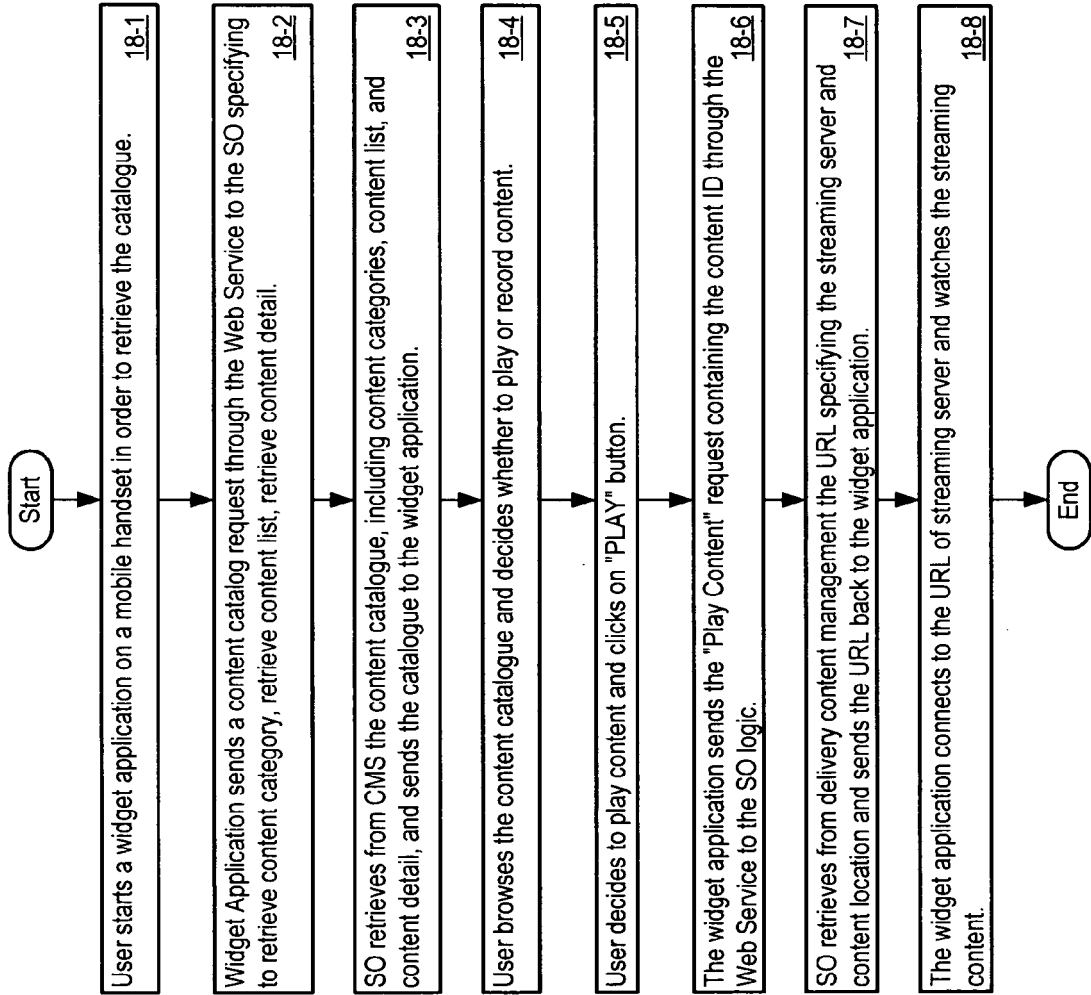 Start
User starts a widget application on a mobile handset in order to retrieve the catalogue.
18-1
Widget Application sends a content catalog request through the Web Service to the SO specifying
to retrieve content category, retrieve content list, retrieve content detail.
18-2
SO retrieves from CMS the content catalogue, including content categories, content list, and
content detail, and sends the catalogue to the widget application.
18-3
User browses the content catalogue and decides whether to play or record content.
18-4
User decides to play content and clicks on "PLAY" button.
18-5
The widget application sends the "Play Content" request containing the content ID through the
Web Service to the SO logic.
18-6
SO retrieves from delivery content management the URL specifying the streaming server and
content location and sends the URL back to the widget application.
18-7
The widget application connects to the URL of streaming server and watches the streaming
content.
18-8
End